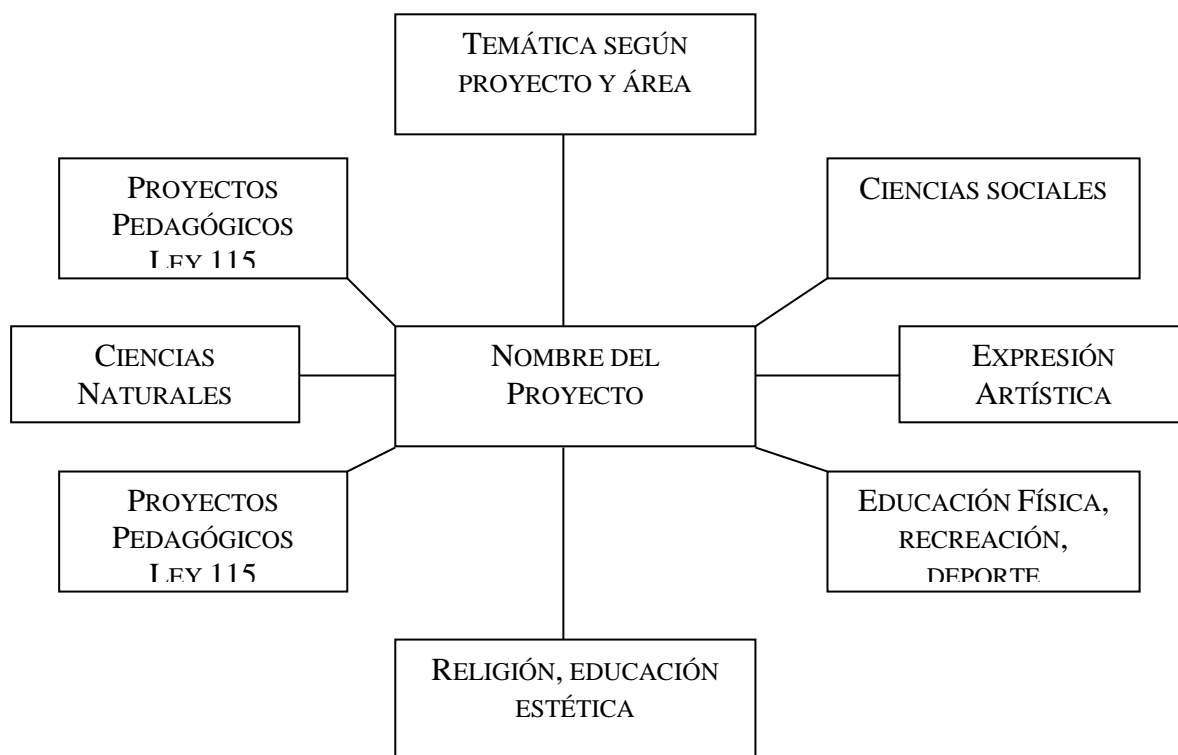 Temática según
proyecto y área
Proyectos
Pedagógicos
Ley 115
Ciencias sociales
Ciencias
Naturales
Nombre del
Proyecto
Expresión
Artística
Proyectos
Pedagógicos
Ley 115
Educación Física,
recreación,
deporte
Religión, educación
estética